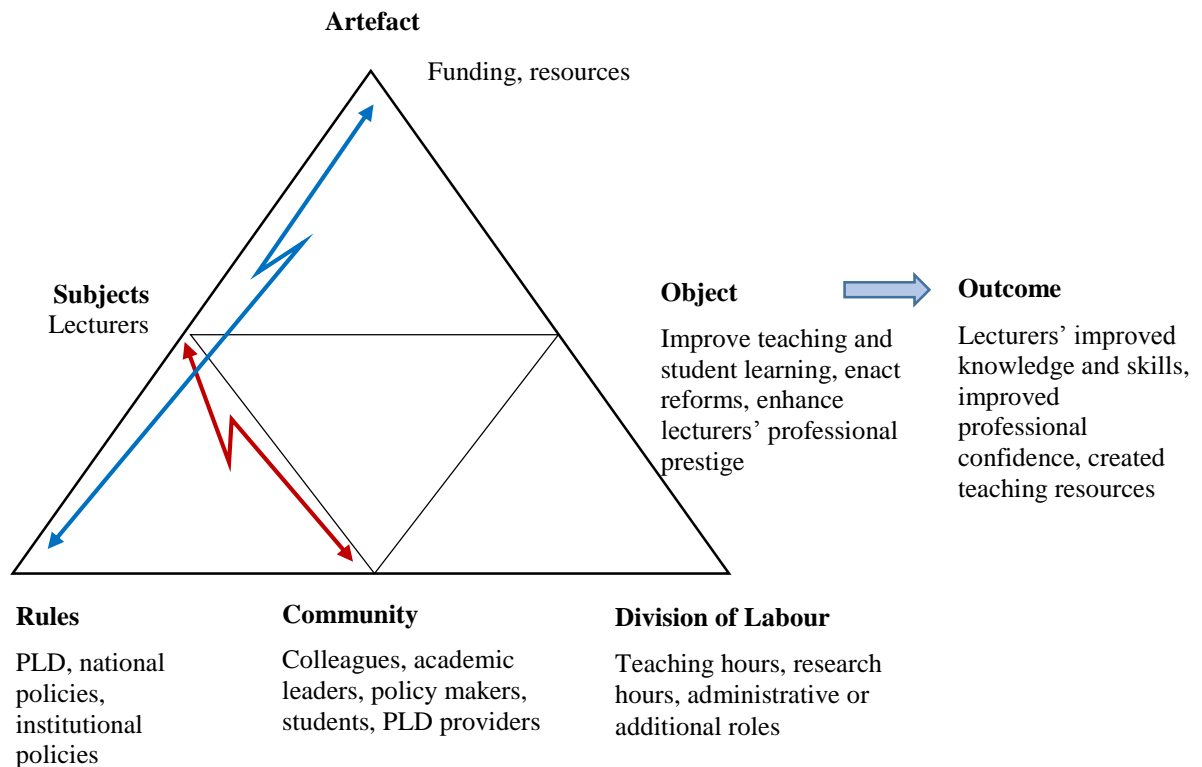 Artefact
Funding, resources
Subjects
Lecturers
Object
Improve teaching and
student learning, enact
reforms, enhance
lecturers’ professional
prestige
Outcome
Lecturers’ improved
knowledge and skills,
improved
professional
confidence, created
teaching resources
Rules
PLD, national
policies,
institutional
policies
Community
Colleagues, academic
leaders, policy makers,
students, PLD providers
Division of Labour
Teaching hours, research
hours, administrative or
additional roles